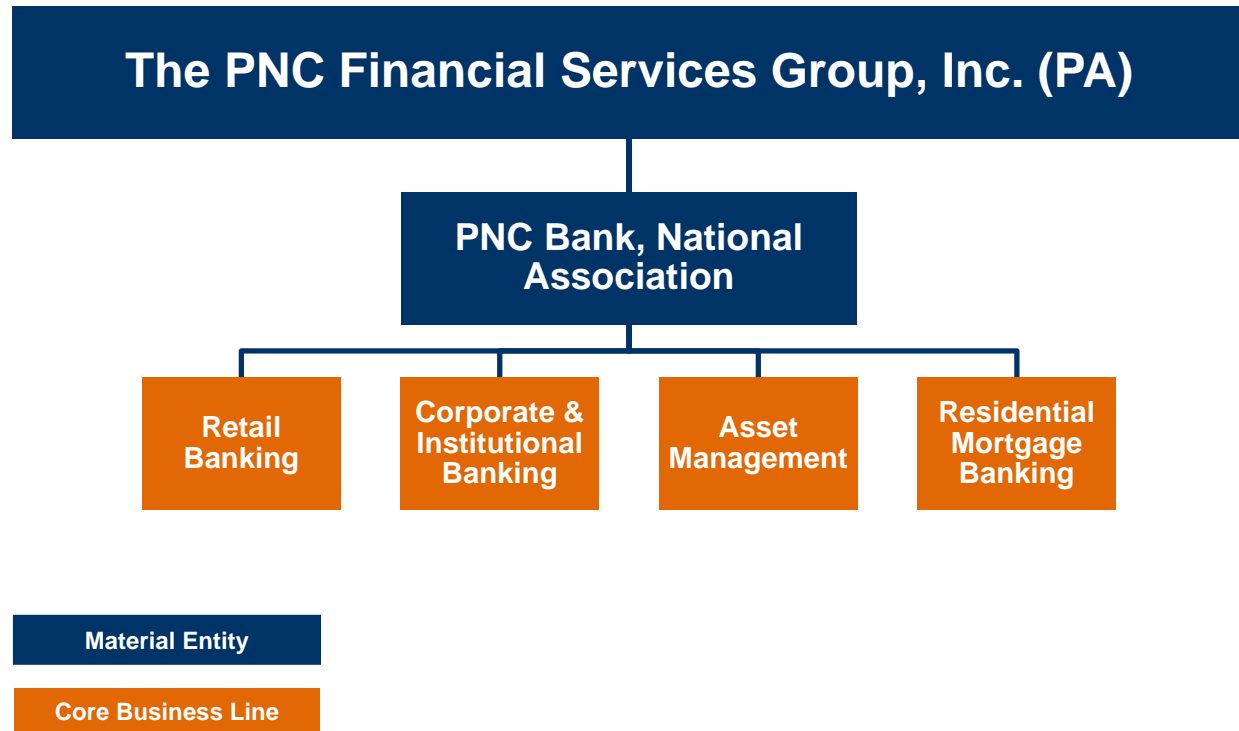 The PNC Financial Services Group, Inc. (PA)
PNC Bank, National
Association
Retail
Banking
Corporate &
Institutional
Banking
Asset
Management
Residential
Mortgage
Banking
Material Entity
Core Business Line